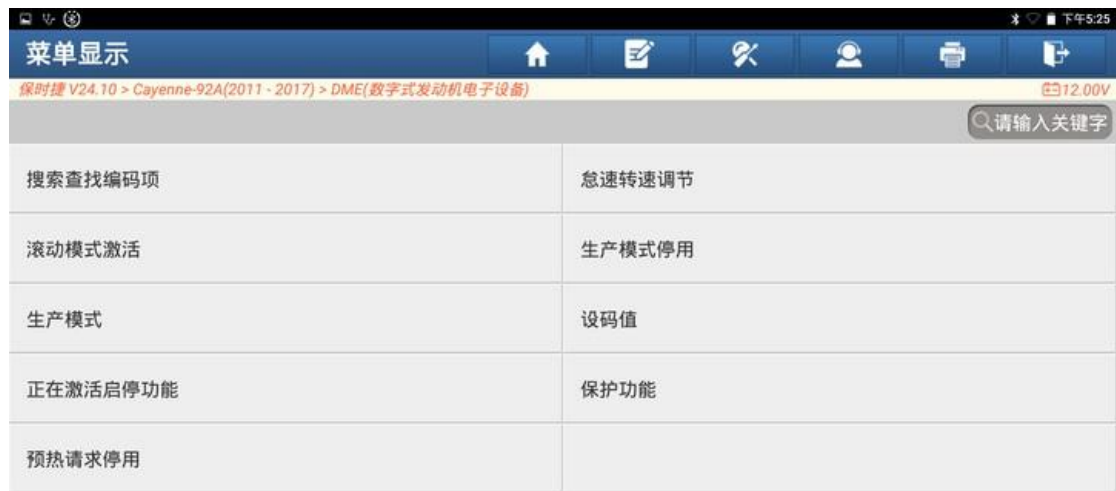 下午5:25
菜单显示
保时捷 V24.10 > Cayenne-92A(2011 - 2017) > DME(数字式发动机电子设备)
12.00V
请输入关键字
搜索查找编码项
怠速转速调节
滚动模式激活
生产模式停用
生产模式
设码值
正在激活启停功能
保护功能
预热请求停用